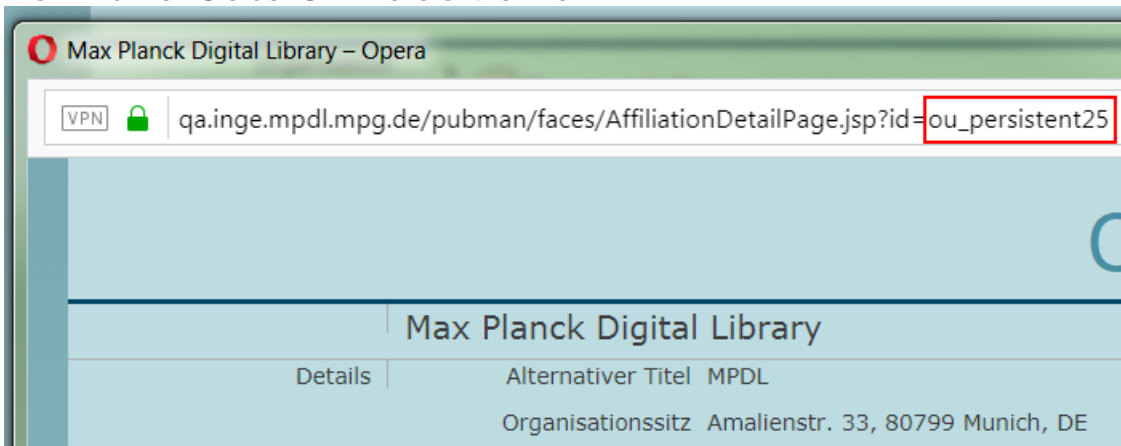 Max Planck Digital Library – Opera
VPN qa.inge.mpdl.mpg.de/pubman/faces/AffiliationDetailPage.jsp?id=ou_persistent25
Max Planck Digital Library
Details Alternativer Titel MPDL
Organisationssitz Amalienstr. 33, 80799 Munich, DE